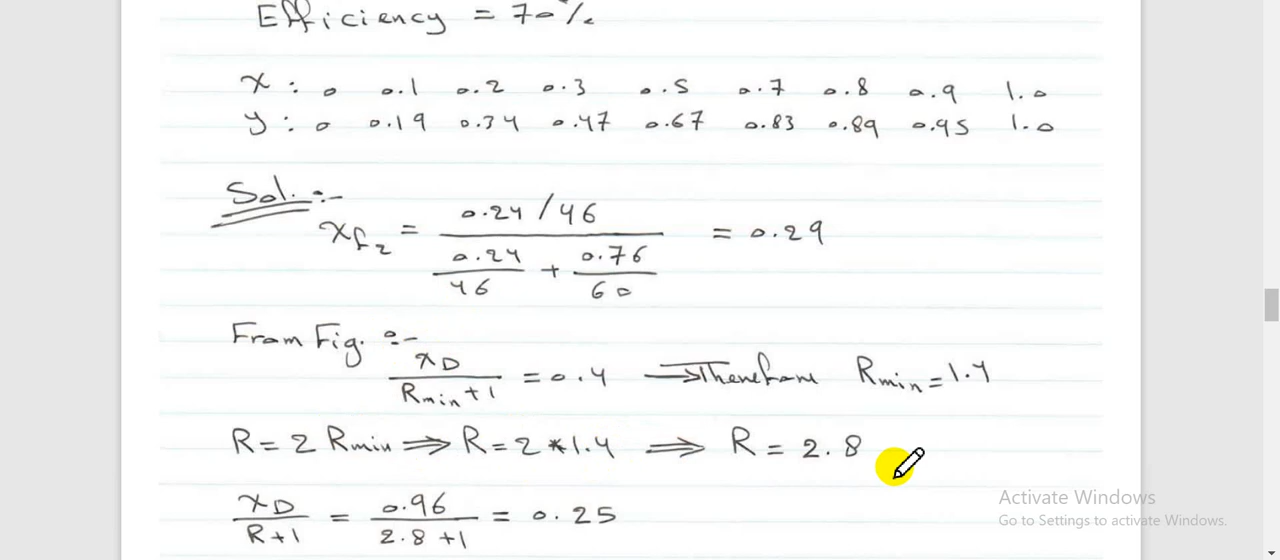 Efficiency = 70%
x: 0 0.1 0.2 0.3 0.5 0.7 0.8 0.9 1.0
y: 0 0.19 0.34 0.47 0.67 0.83 0.89 0.95 1.0
Sol.:-
xf2 = (0.24/46) / (0.24/46 + 0.76/60) = 0.29
From Fig. :-
xD / (Rmin+1) = 0.4 ⟹ Therefore Rmin = 1.4
R = 2 Rmin ⟹ R = 2*1.4 ⟹ R = 2.8
xD / (R+1) = 0.96 / (2.8+1) = 0.25
Activate Windows
Go to Settings to activate Windows.